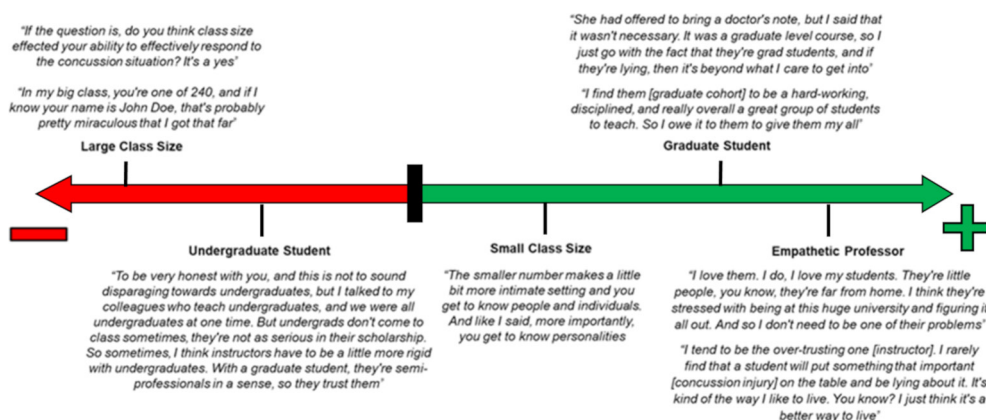 "If the question is, do you think class size
effected your ability to effectively respond to
the concussion situation? It's a yes"
"In my big class, you're one of 240, and if I
know your name is John Doe, that's probably
pretty miraculous that I got that far"
Large Class Size
"She had offered to bring a doctor's note, but I said that
it wasn't necessary. It was a graduate level course, so I
just go with the fact that they're grad students, and if
they're lying, then it's beyond what I care to get into"
"I find them [graduate cohort] to be a hard-working,
disciplined, and really overall a great group of students
to teach. So I owe it to them to give them my all"
Graduate Student
Undergraduate Student
"To be very honest with you, and this is not to sound
disparaging towards undergraduates, but I talked to my
colleagues who teach undergraduates, and we were all
undergraduates at one time. But undergrads don't come to
class sometimes, they're not as serious in their scholarship.
So sometimes, I think instructors have to be a little more rigid
with undergraduates. With a graduate student, they're semi-
professionals in a sense, so they trust them"
Small Class Size
"The smaller number makes a little
bit more intimate setting and you
get to know people and individuals.
And like I said, more importantly,
you get to know personalities
Empathetic Professor
"I love them. I do, I love my students. They're little
people, you know, they're far from home. I think they're
stressed with being at this huge university and figuring it
all out. And so I don't need to be one of their problems"
"I tend to be the over-trusting one [instructor]. I rarely
find that a student will put something that important
[concussion injury] on the table and be lying about it. It's
kind of the way I like to live. You know? I just think it's a
better way to live"